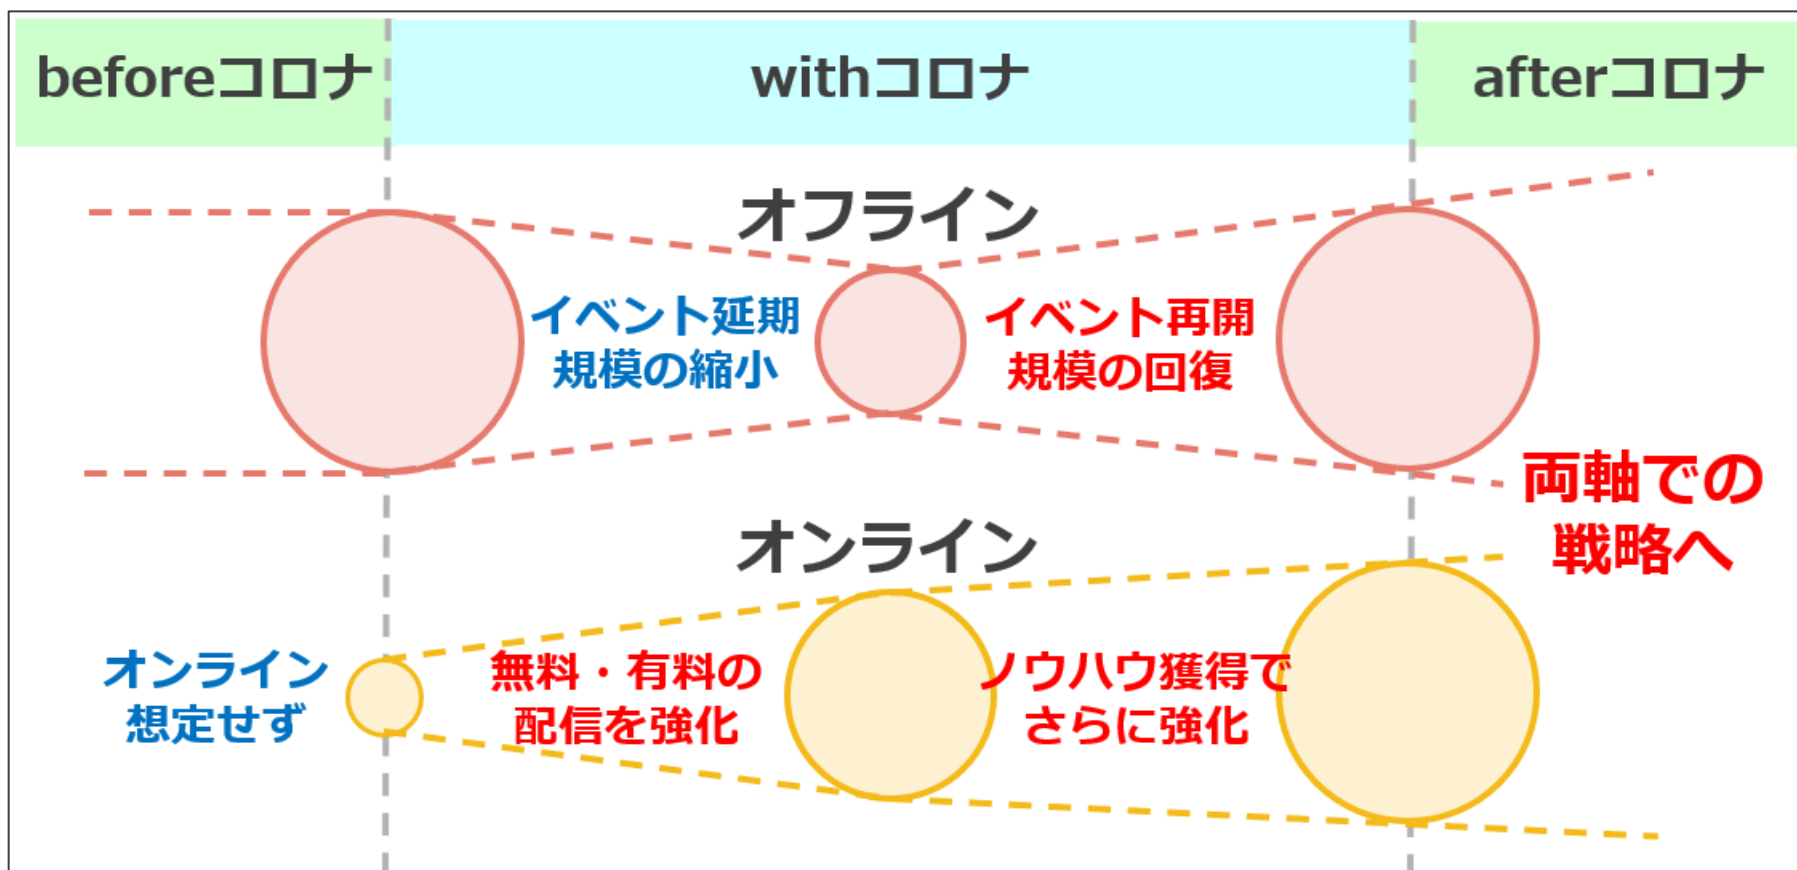 beforeコロナ
withコロナ
afterコロナ
オフライン
イベント延期
規模の縮小
イベント再開
規模の回復
両軸での
戦略へ
オンライン
オンライン
想定せず
無料・有料の
配信を強化
ノウハウ獲得で
さらに強化